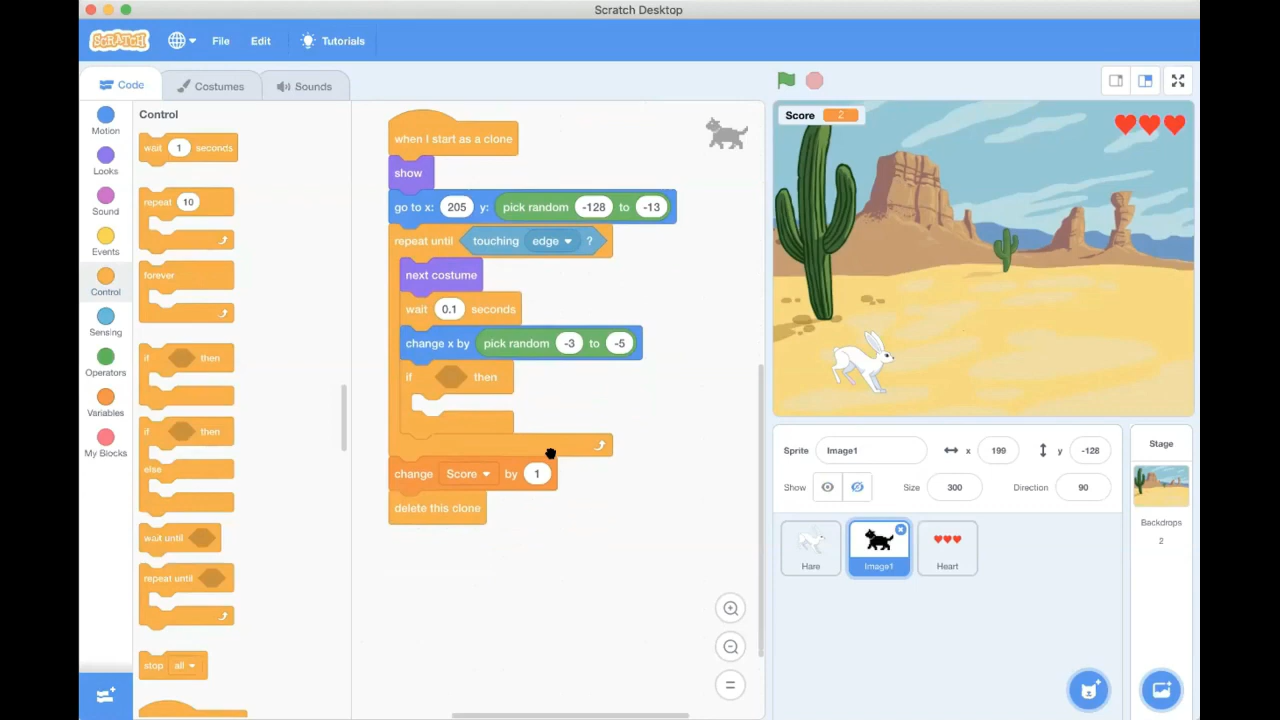 Scratch Desktop
SCRATCH File Edit Tutorials
Code Costumes Sounds
Motion
Looks
Sound
Events
Control
Sensing
Operators
Variables
My Blocks
Control
wait 1 seconds
repeat 10
forever
if then
if then
else
wait until
repeat until
stop all
when I start as a clone
show
go to x: 205 y: pick random -128 to -13
repeat until touching edge ?
next costume
wait 0.1 seconds
change x by pick random -3 to -5
if then
change Score by 1
delete this clone
Score 2
Sprite Image1 x 199 y -128
Show Size 300 Direction 90
Hare
Image1
Heart
Stage
Backdrops
2